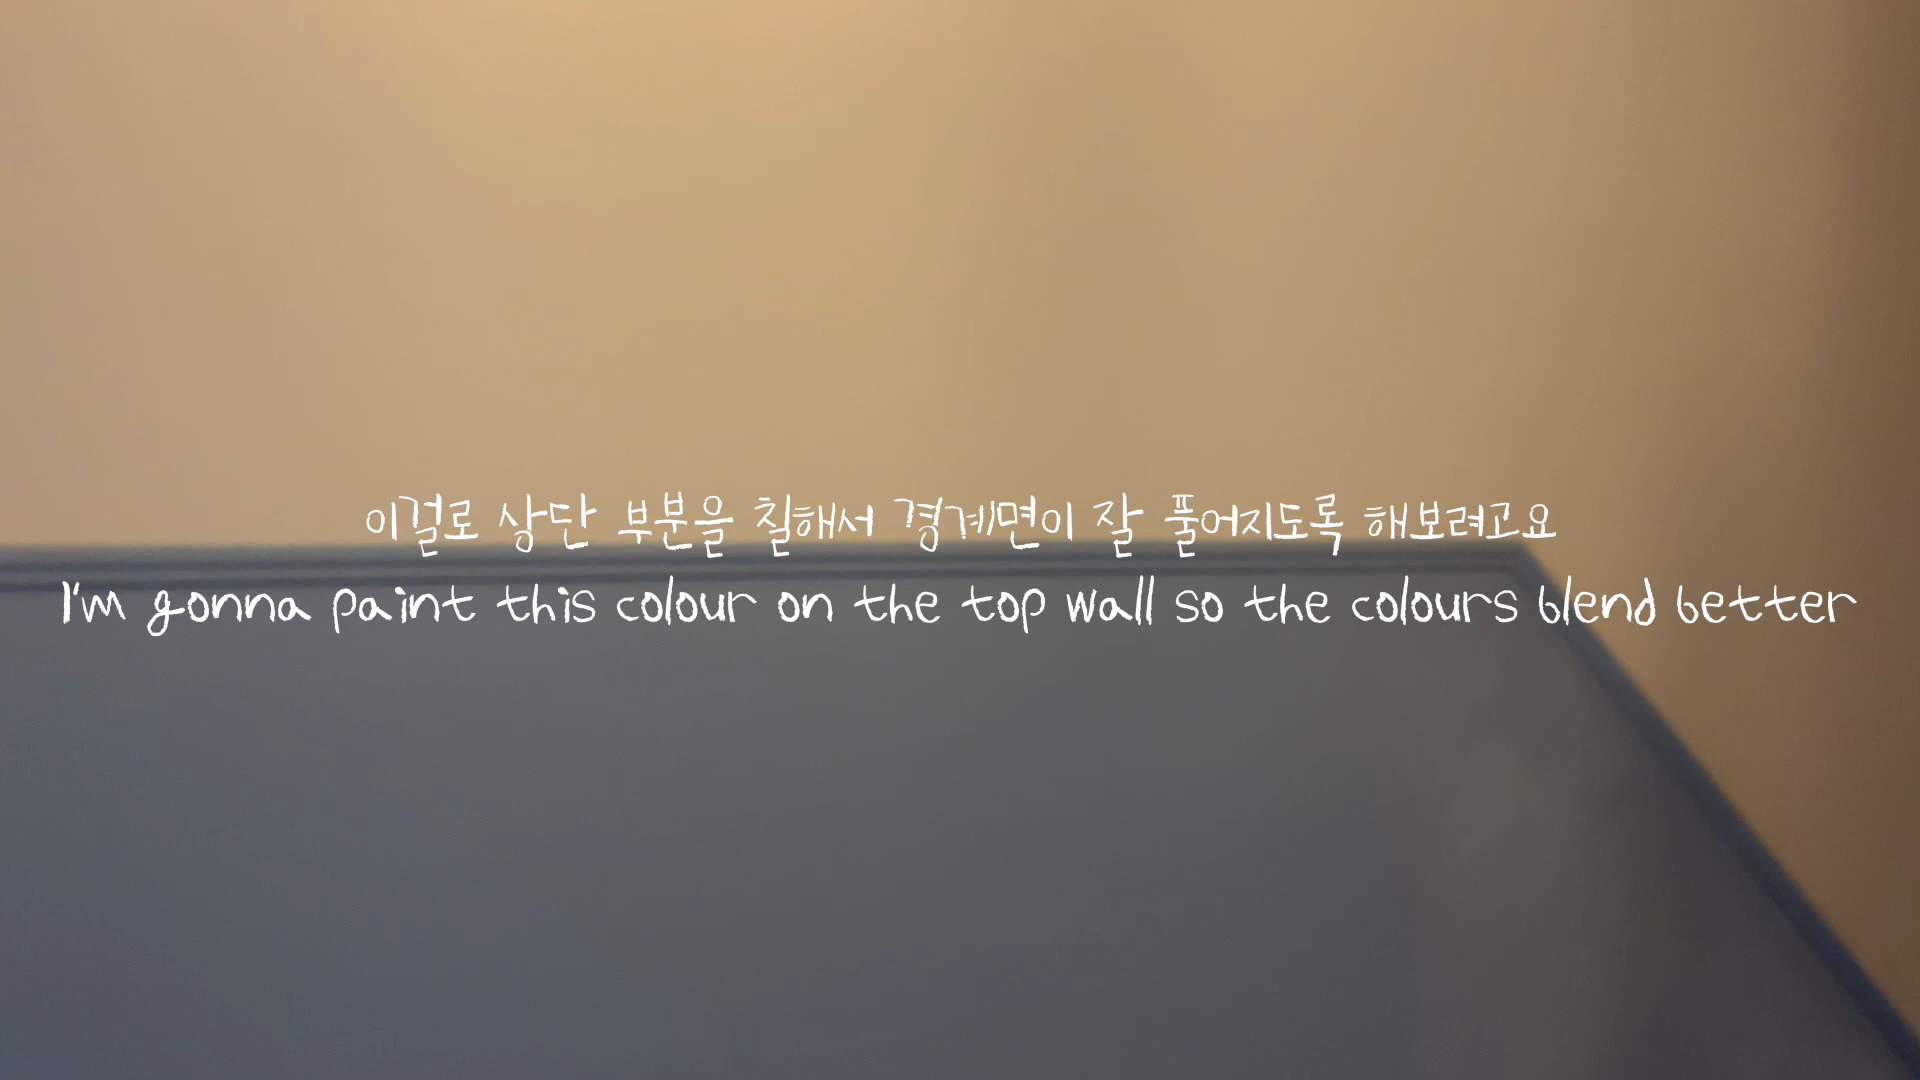 이걸로 상단 부분을 칠해서 경계면이 잘 풀어지도록 해보려고요
I'm gonna paint this colour on the top wall so the colours blend better